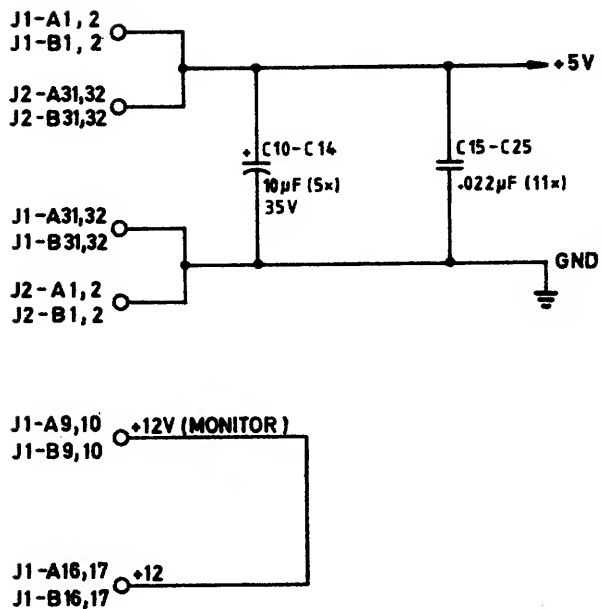 J1-A1, 2
J1-B1, 2
+5V
J2-A31,32
J2-B31,32
+ C10-C14
10µF (5x)
35V
C15-C25
.022µF (11x)
J1-A31,32
J1-B31,32
GND
J2-A1, 2
J2-B1, 2
J1-A9,10
J1-B9,10
+12V (MONITOR)
J1-A16,17
J1-B16,17
+12